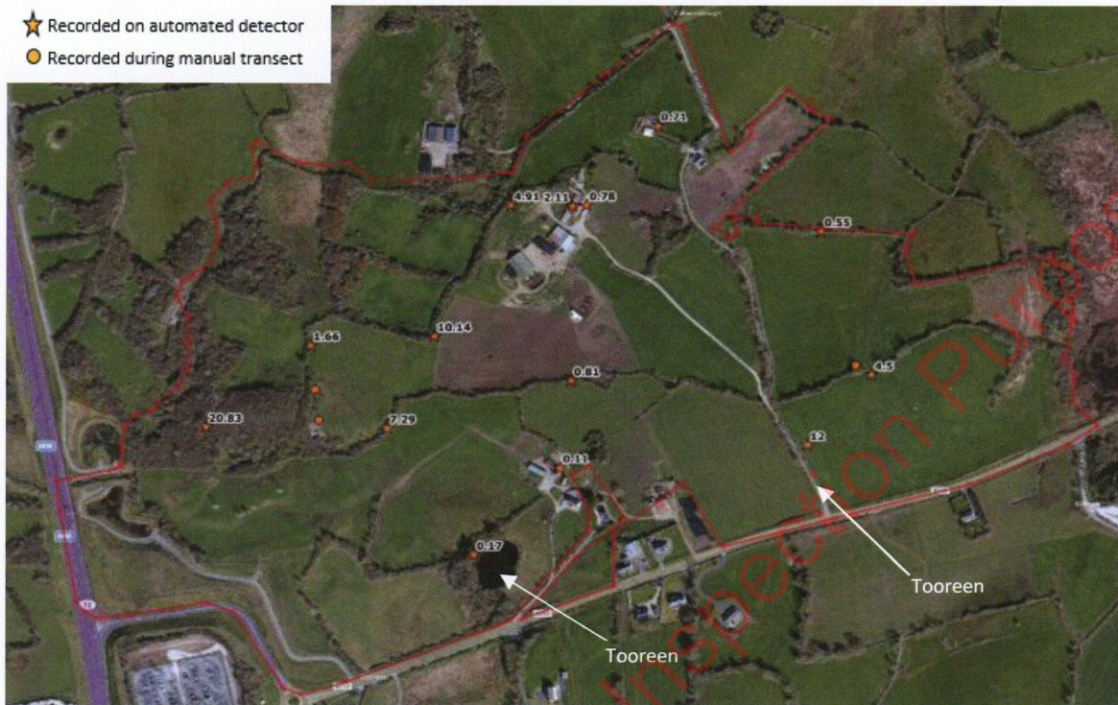 Recorded on automated detector
Recorded during manual transect
0.71
4.91
2.11
0.78
0.55
10.14
1.66
0.81
4.5
20.83
7.29
12
0.11
0.17
Tooreen
Tooreen
Inspection Purpos